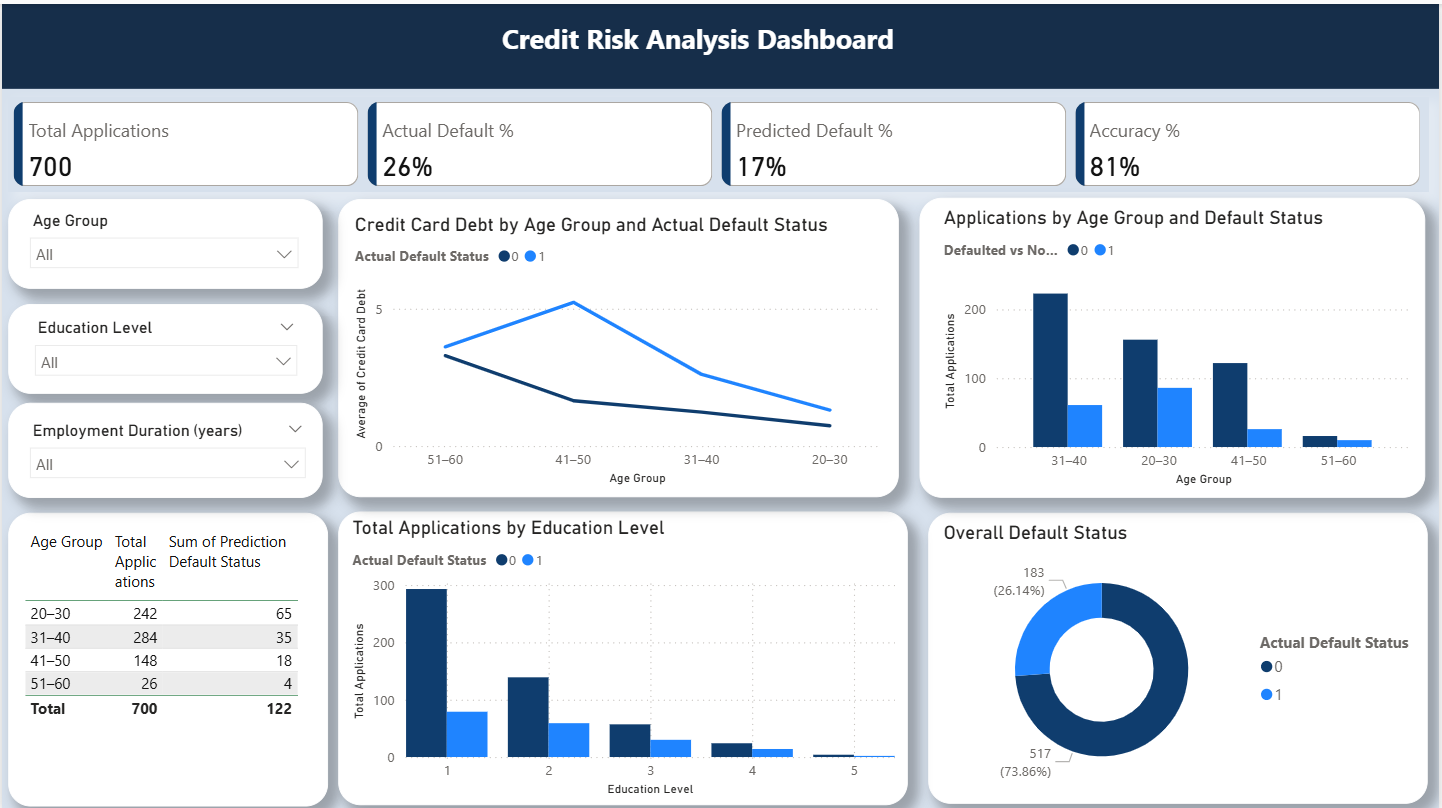 Credit Risk Analysis Dashboard
Total Applications
700
Actual Default %
26%
Predicted Default %
17%
Accuracy %
81%
Age Group
All
Education Level
All
Employment Duration (years)
All
Credit Card Debt by Age Group and Actual Default Status
Actual Default Status 0 1
Average of Credit Card Debt
5
0
51–60 41–50 31–40 20–30
Age Group
Applications by Age Group and Default Status
Defaulted vs No... 0 1
Total Applications
200
100
0
31–40 20–30 41–50 51–60
Age Group
Age Group Total Sum of Prediction
Applic Default Status
ations
20–30 242 65
31–40 284 35
41–50 148 18
51–60 26 4
Total 700 122
Total Applications by Education Level
Actual Default Status 0 1
Total Applications
300
200
100
0
1 2 3 4 5
Education Level
Overall Default Status
183
(26.14%)
517
(73.86%)
Actual Default Status
0
1